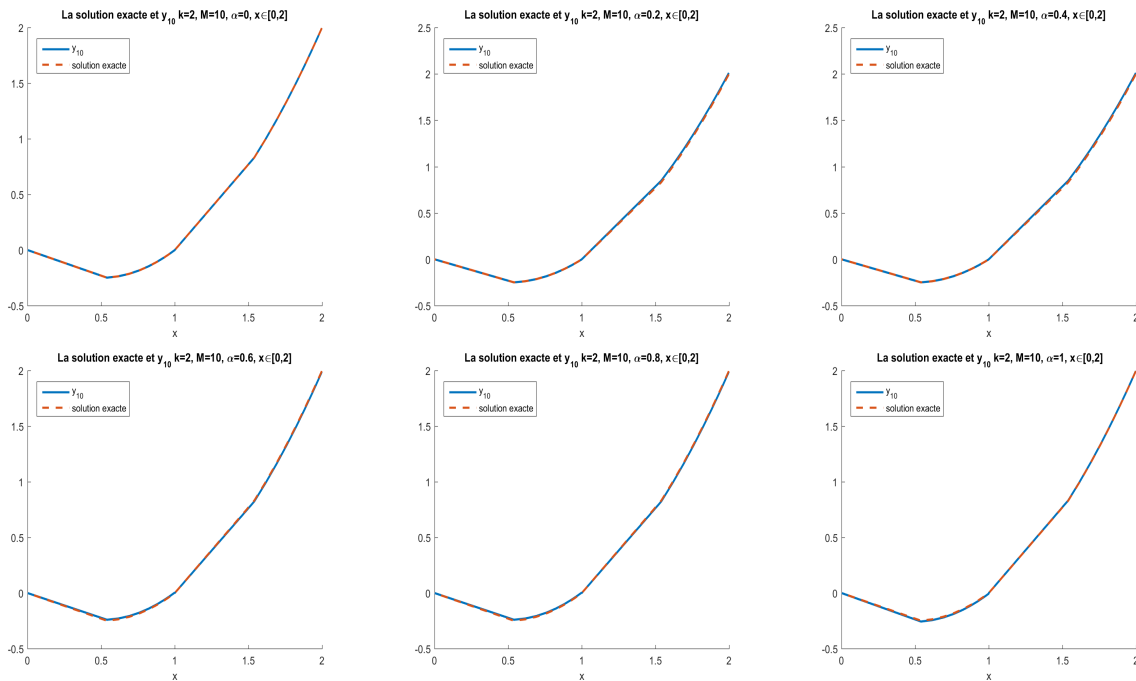 La solution exacte et y10 k=2, M=10, α=0, x∈[0,2]
y10
solution exacte
2
1.5
1
0.5
0
-0.5
0 0.5 1 1.5 2
x
La solution exacte et y10 k=2, M=10, α=0.2, x∈[0,2]
y10
solution exacte
2.5
2
1.5
1
0.5
0
-0.5
0 0.5 1 1.5 2
x
La solution exacte et y10 k=2, M=10, α=0.4, x∈[0,2]
y10
solution exacte
2.5
2
1.5
1
0.5
0
-0.5
0 0.5 1 1.5 2
x
La solution exacte et y10 k=2, M=10, α=0.6, x∈[0,2]
y10
solution exacte
2
1.5
1
0.5
0
-0.5
0 0.5 1 1.5 2
x
La solution exacte et y10 k=2, M=10, α=0.8, x∈[0,2]
y10
solution exacte
2
1.5
1
0.5
0
-0.5
0 0.5 1 1.5 2
x
La solution exacte et y10 k=2, M=10, α=1, x∈[0,2]
y10
solution exacte
2
1.5
1
0.5
0
-0.5
0 0.5 1 1.5 2
x